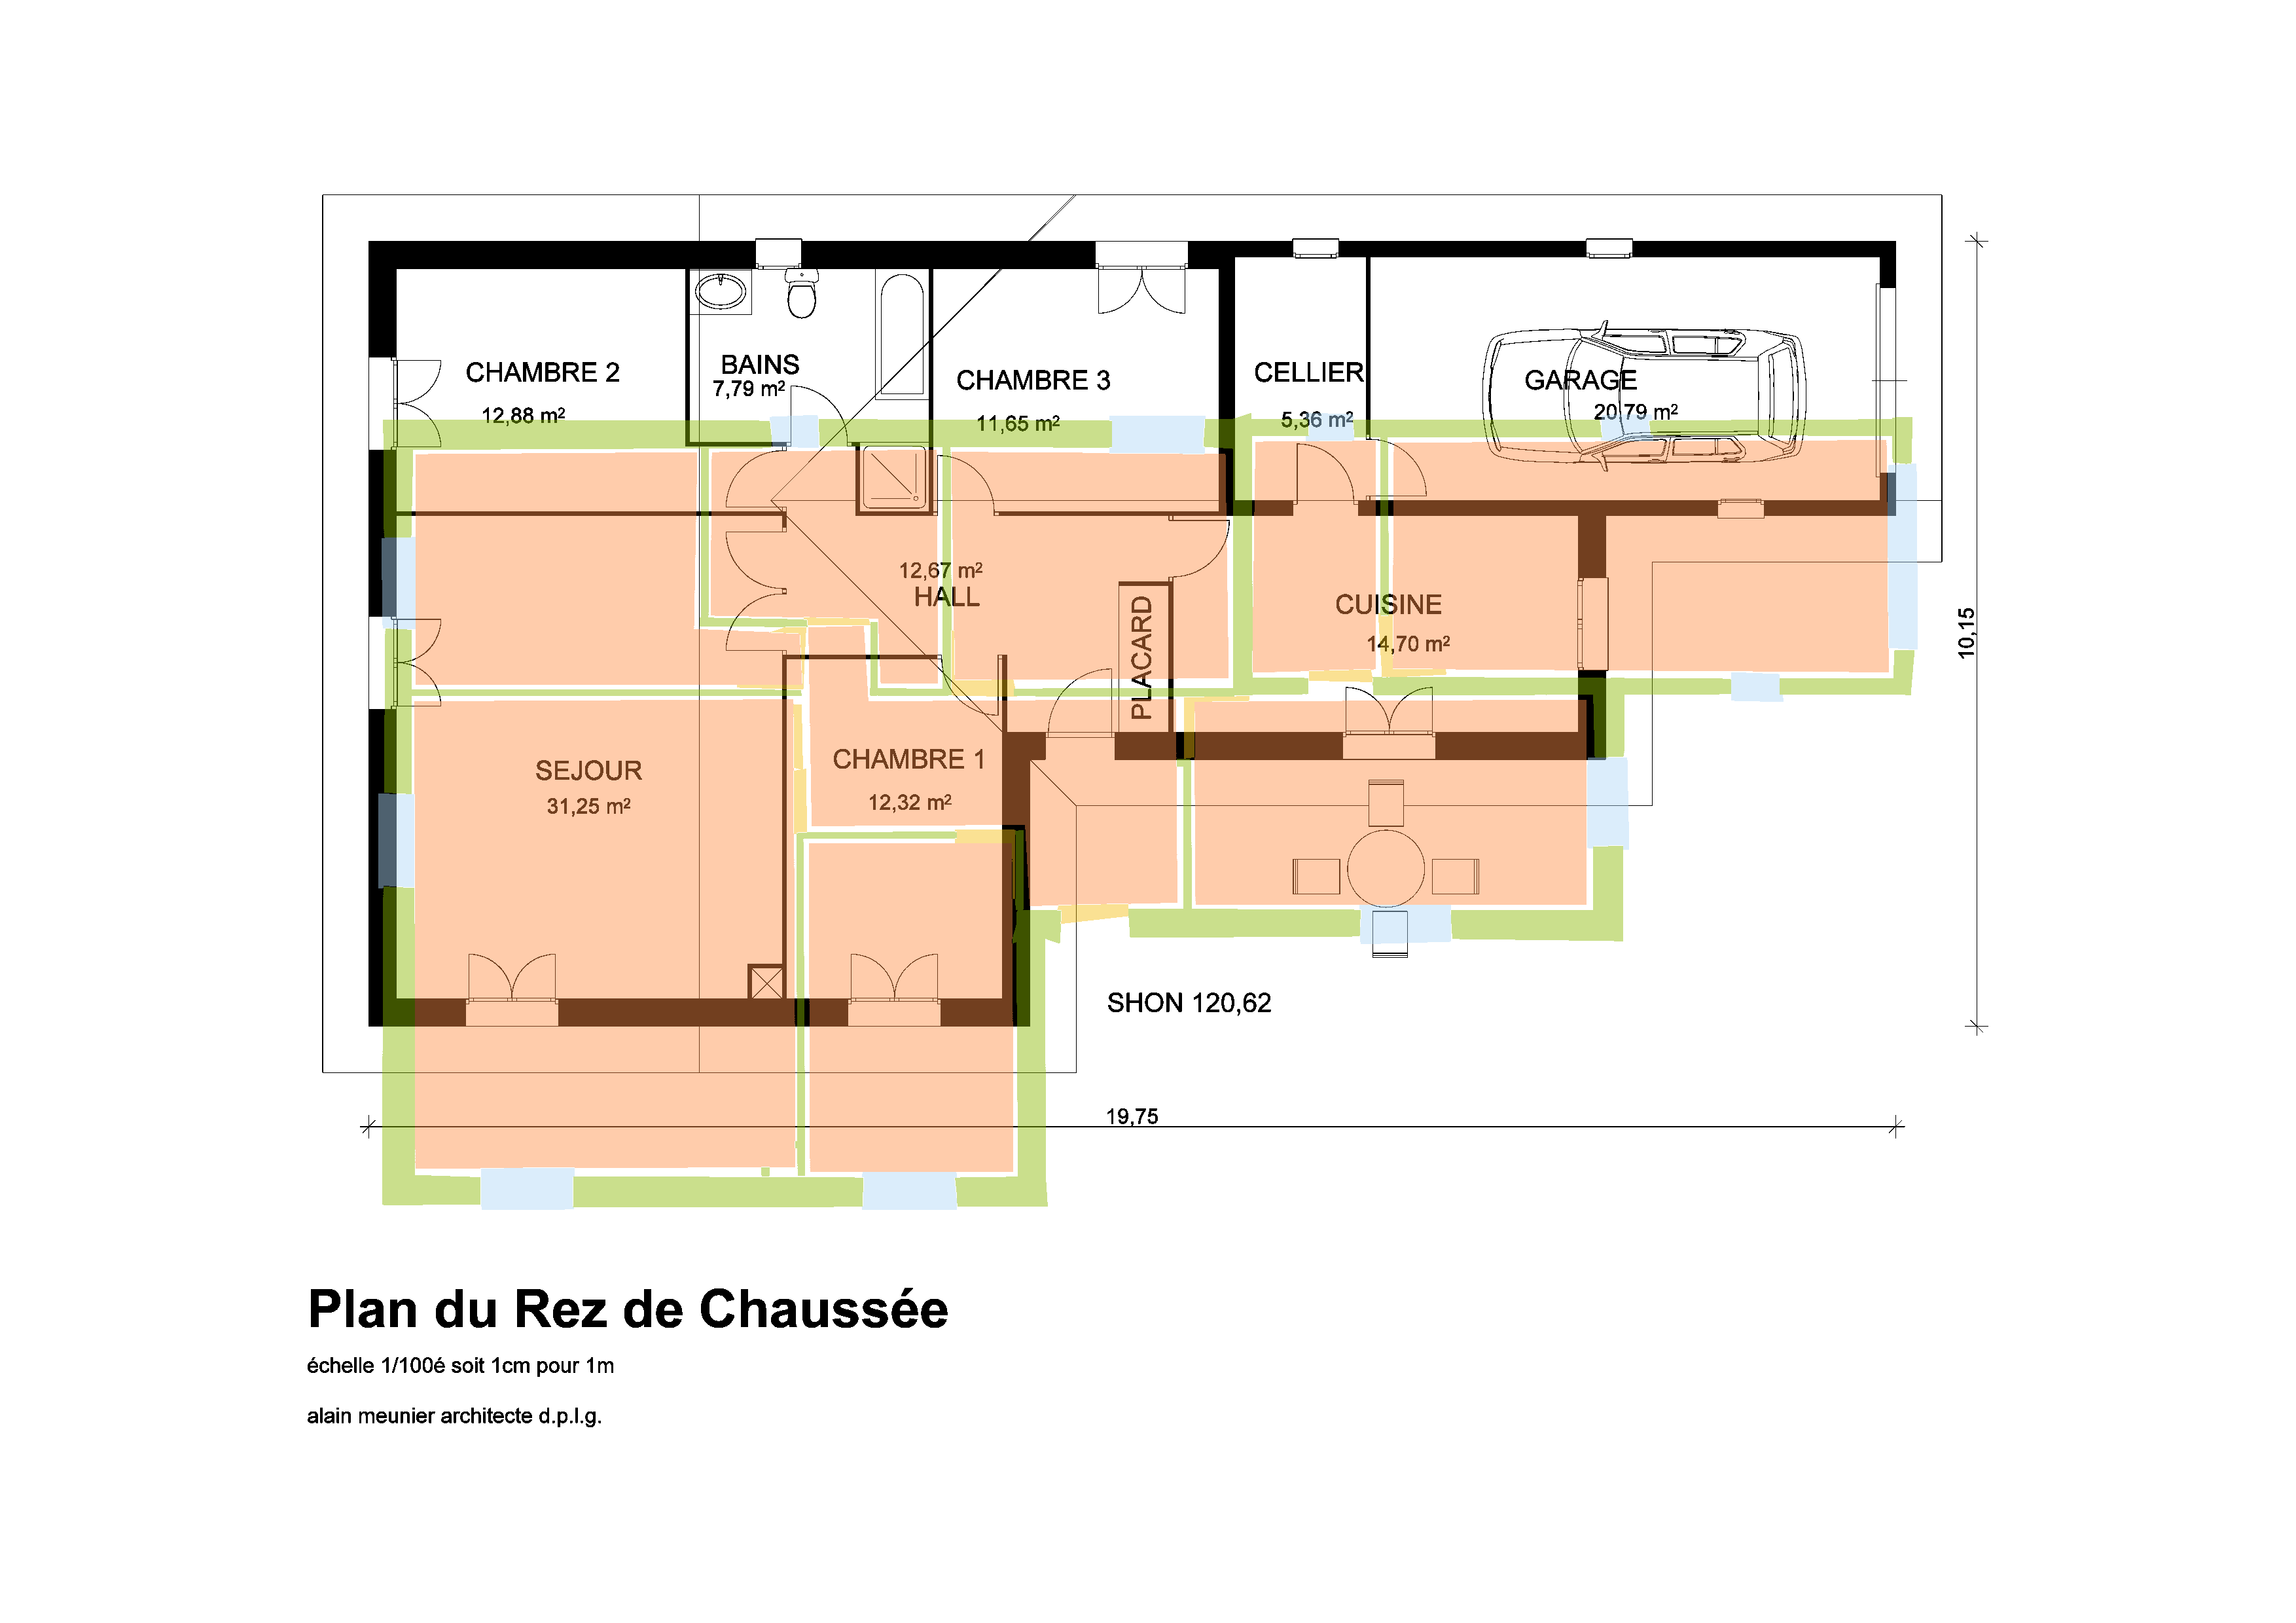 CHAMBRE 2
12,88 m²
BAINS
7,79 m²
CHAMBRE 3
11,65 m²
CELLIER
5,36 m²
GARAGE
20,79 m²
12,67 m²
HALL
PLACARD
CUISINE
14,70 m²
10,15
SEJOUR
31,25 m²
CHAMBRE 1
12,32 m²
SHON 120,62
19,75
Plan du Rez de Chaussée
échelle 1/100é soit 1cm pour 1m
alain meunier architecte d.p.l.g.